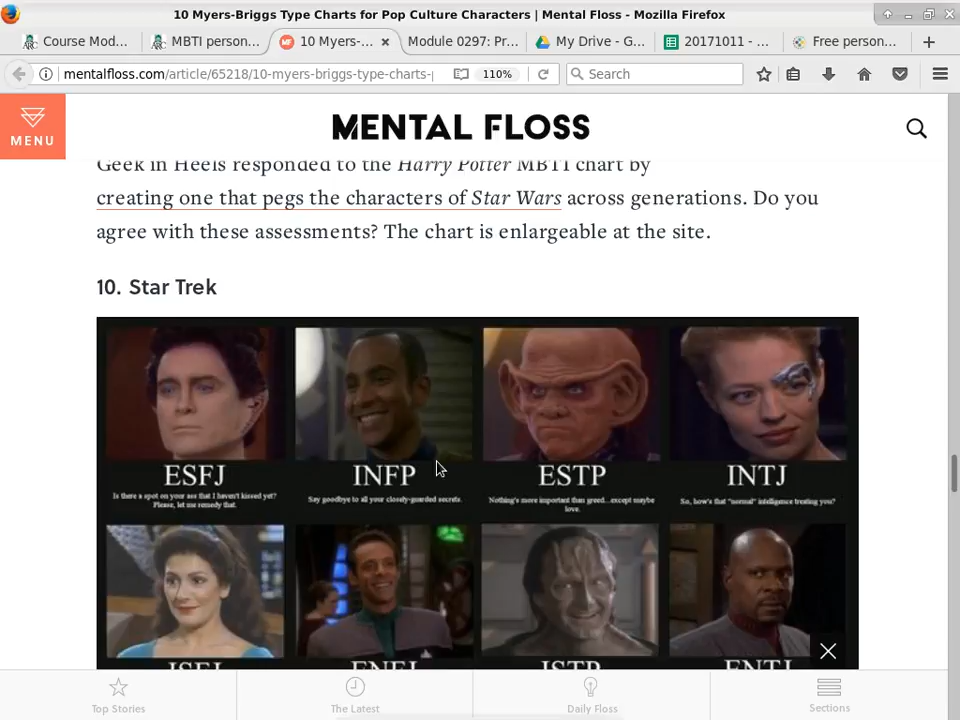 10 Myers-Briggs Type Charts for Pop Culture Characters | Mental Floss - Mozilla Firefox
Course Mod...
MBTI person...
10 Myers-...
Module 0297: Pr...
My Drive - G...
20171011 - ...
Free person...
mentalfloss.com/article/65218/10-myers-briggs-type-charts-
110%
Search
MENU
MENTAL FLOSS
Geek in Heels responded to the Harry Potter MBTI chart by
creating one that pegs the characters of Star Wars across generations. Do you
agree with these assessments? The chart is enlargeable at the site.
10. Star Trek
ESFJ
Is there a spot on your ass that I haven't kissed yet?
Please, let me remedy that.
INFP
Say goodbye to all your closely-guarded secrets.
ESTP
Nothing's more important than greed...except maybe
love.
INTJ
So, how's that "normal" intelligence treating you?
ISFJ
ENFJ
ISTP
ENTJ
Top Stories
The Latest
Daily Floss
Sections